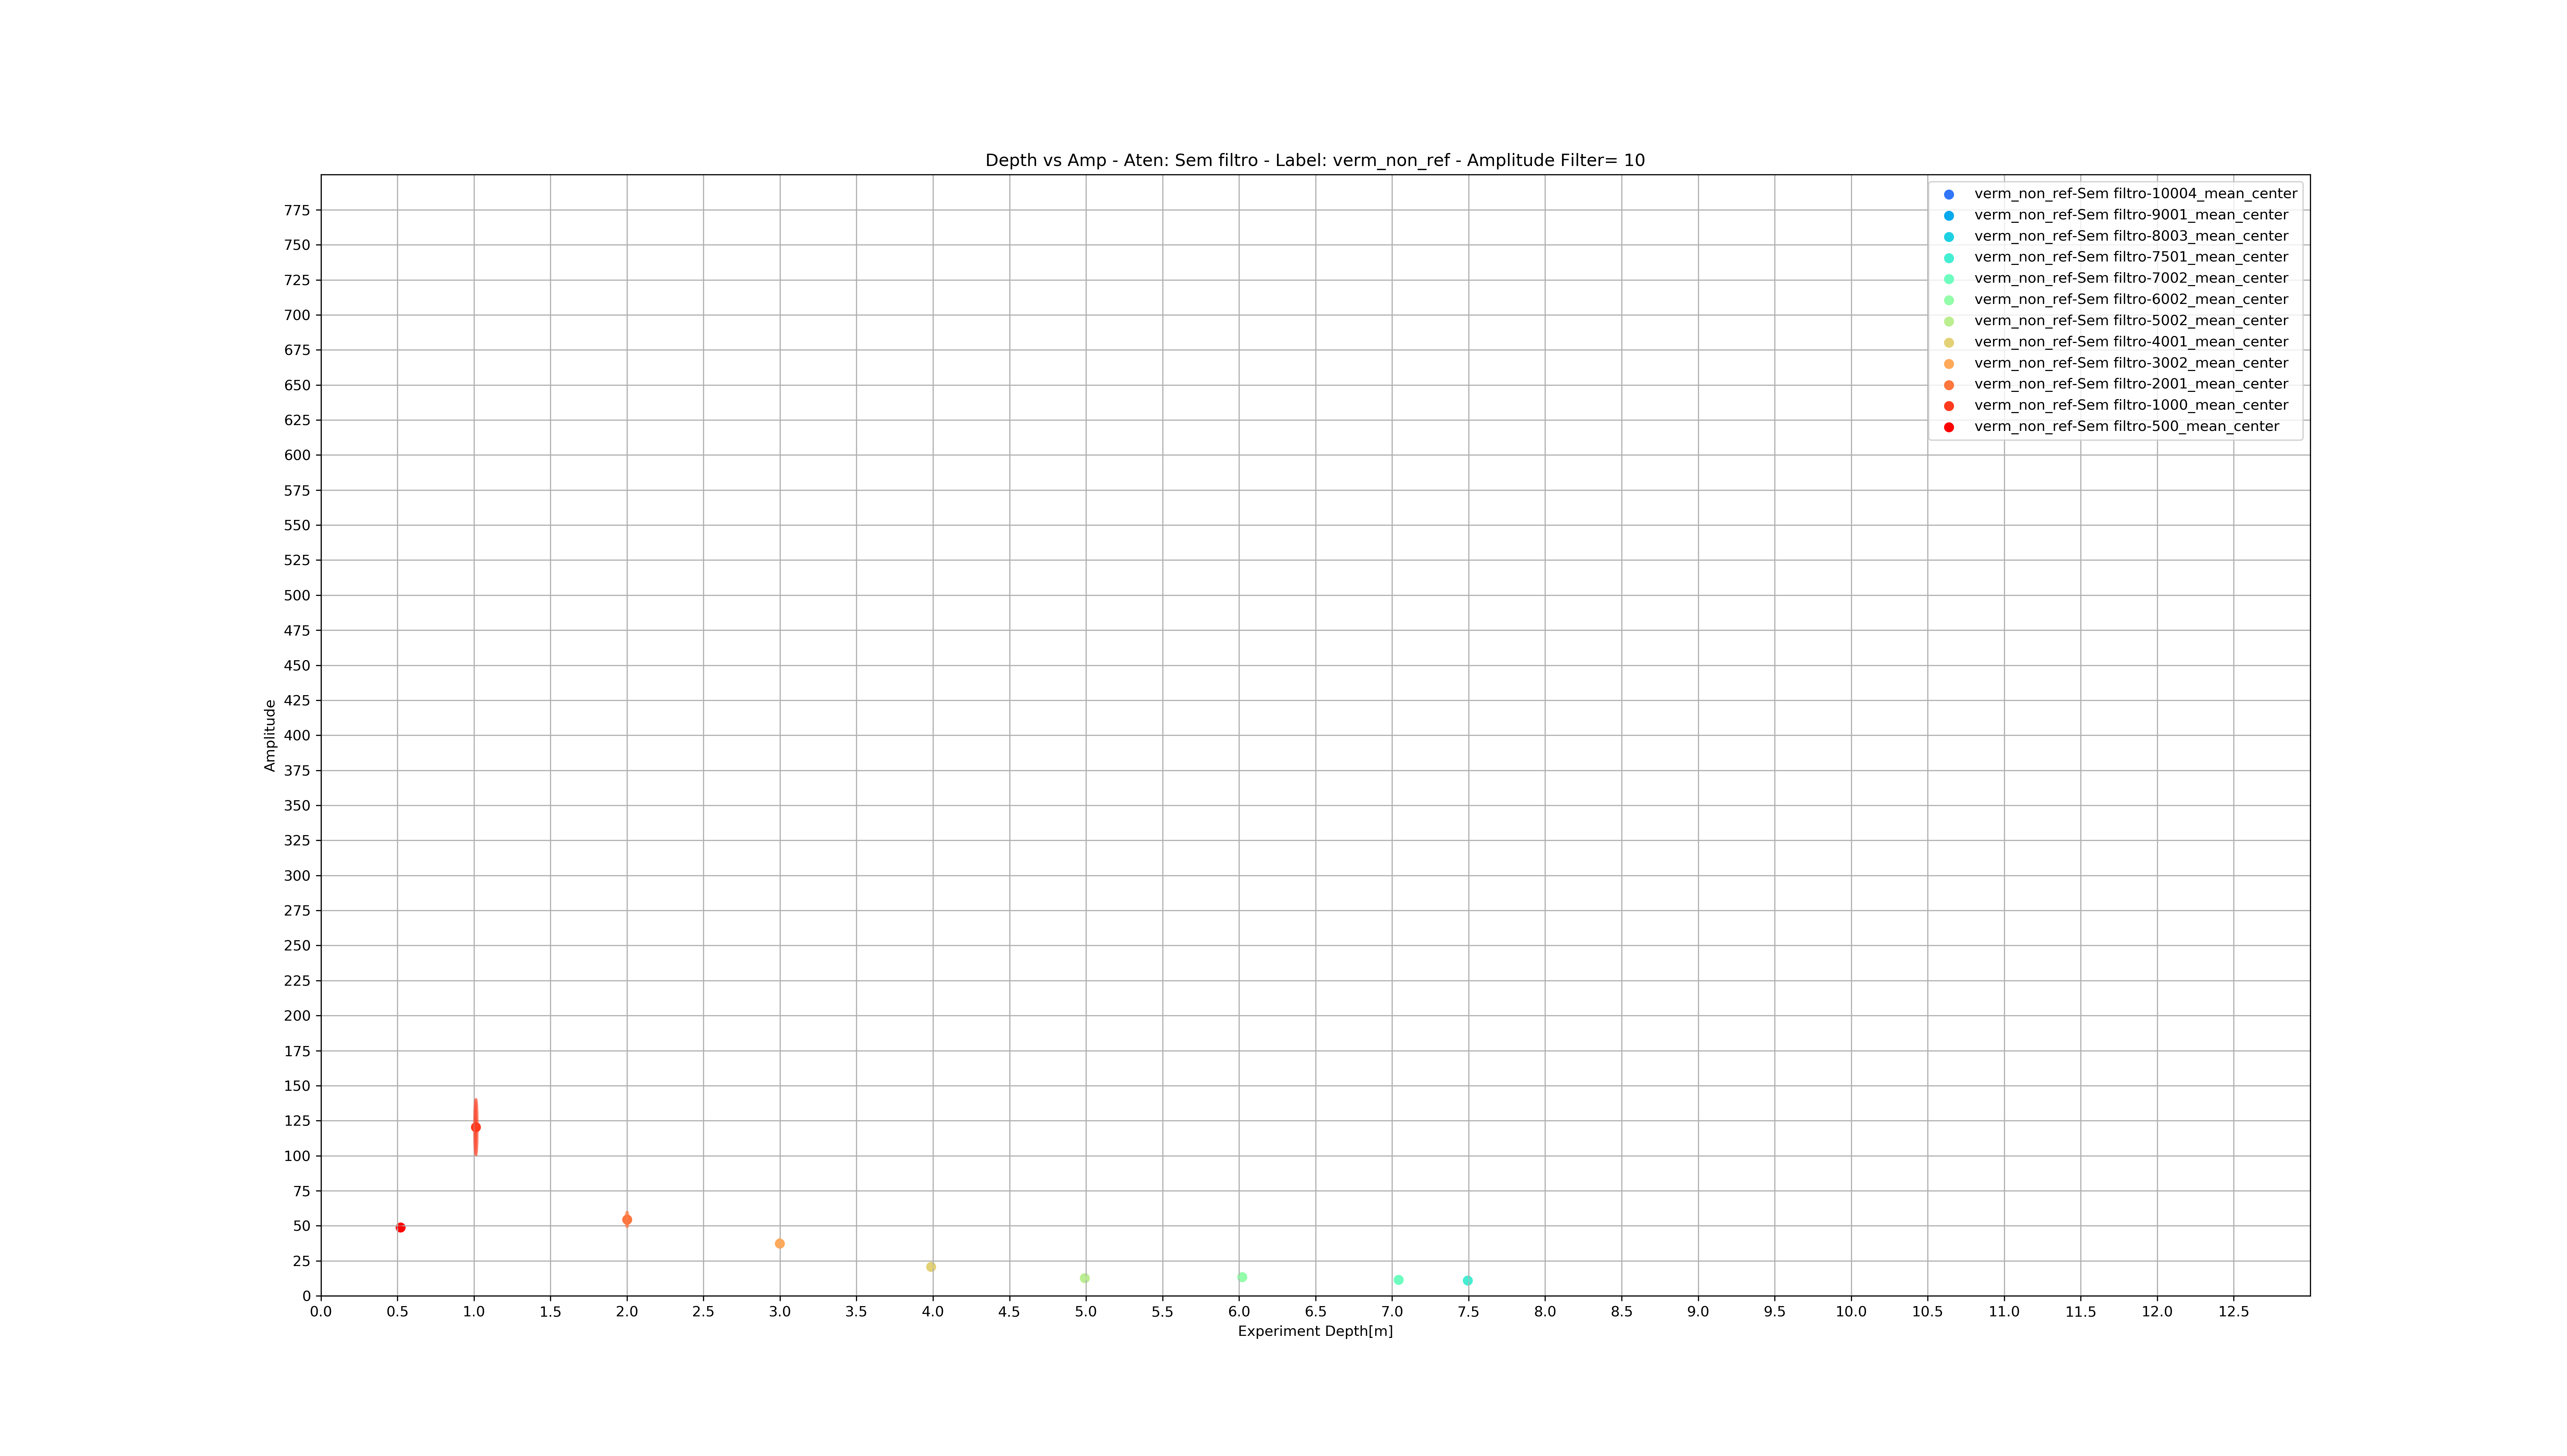 Depth vs Amp - Aten: Sem filtro - Label: verm_non_ref - Amplitude Filter= 10
verm_non_ref-Sem filtro-10004_mean_center
verm_non_ref-Sem filtro-9001_mean_center
verm_non_ref-Sem filtro-8003_mean_center
verm_non_ref-Sem filtro-7501_mean_center
verm_non_ref-Sem filtro-7002_mean_center
verm_non_ref-Sem filtro-6002_mean_center
verm_non_ref-Sem filtro-5002_mean_center
verm_non_ref-Sem filtro-4001_mean_center
verm_non_ref-Sem filtro-3002_mean_center
verm_non_ref-Sem filtro-2001_mean_center
verm_non_ref-Sem filtro-1000_mean_center
verm_non_ref-Sem filtro-500_mean_center
775
750
725
700
675
650
625
600
575
550
525
500
475
450
425
400
375
350
325
300
275
250
225
200
175
150
125
100
75
50
25
0
Amplitude
0.0 0.5 1.0 1.5 2.0 2.5 3.0 3.5 4.0 4.5 5.0 5.5 6.0 6.5 7.0 7.5 8.0 8.5 9.0 9.5 10.0 10.5 11.0 11.5 12.0 12.5
Experiment Depth[m]